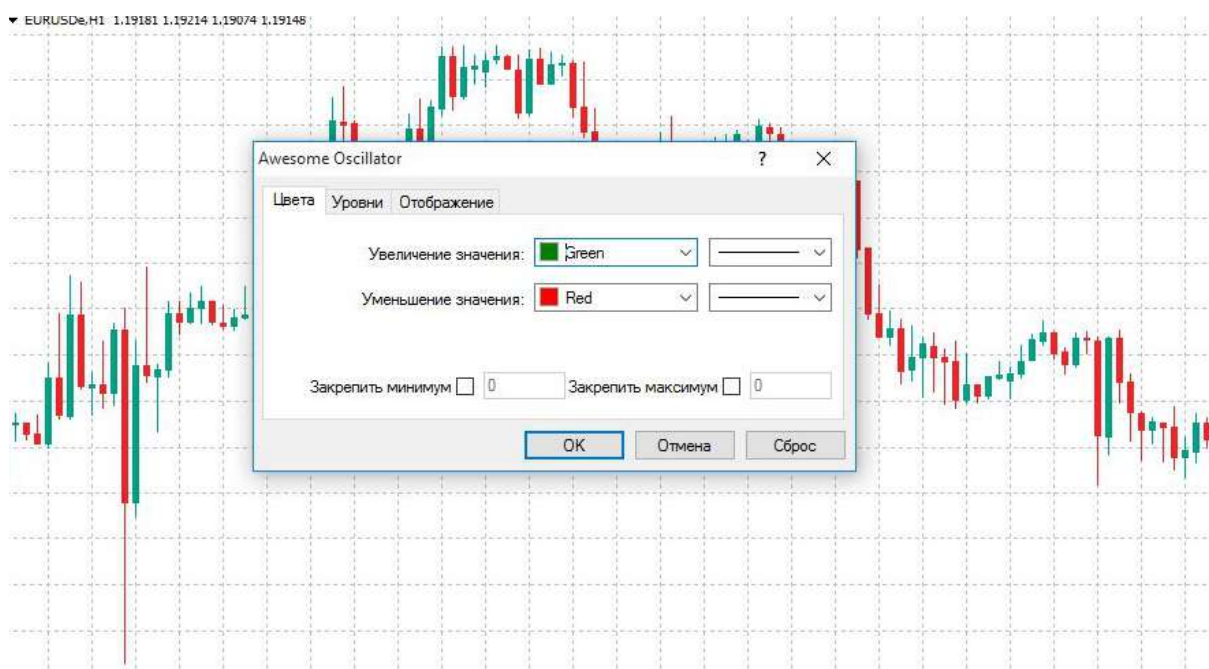 EURUSDe,H1 1.19181 1.19214 1.19074 1.19148
Awesome Oscillator ?
Цвета Уровни Отображение
Увеличение значения: Green
Уменьшение значения: Red
Закрепить минимум 0 Закрепить максимум 0
OK Отмена Сброс